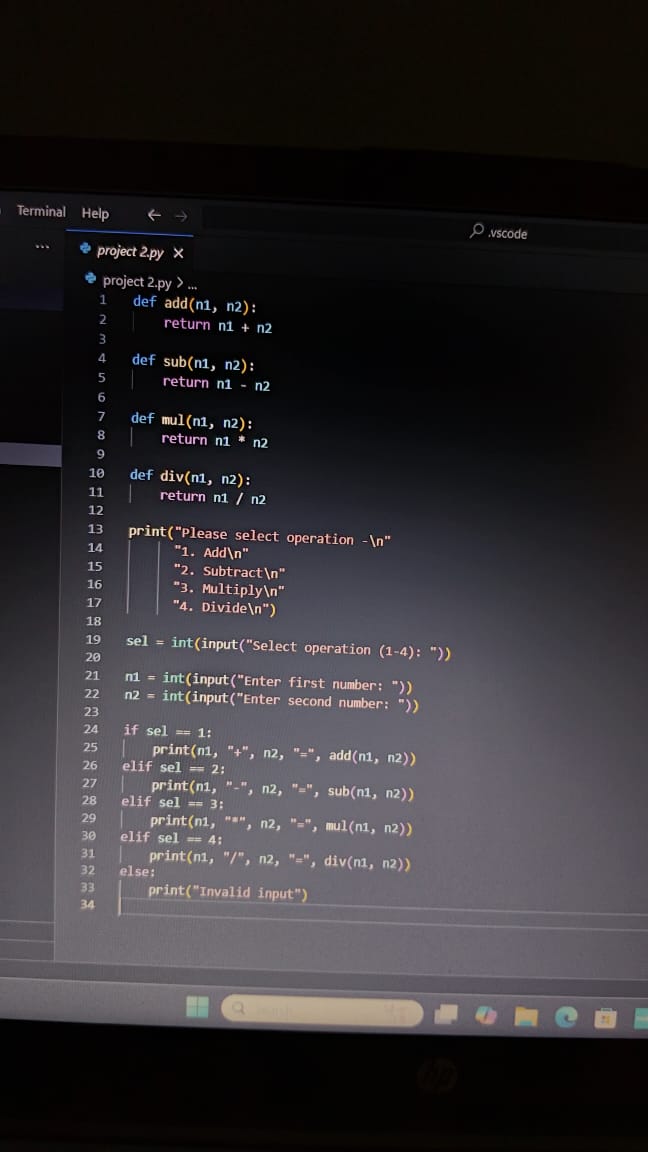 Terminal Help ← → .vscode
... project 2.py ×
project 2.py > ...
1 def add(n1, n2):
2     return n1 + n2
3
4 def sub(n1, n2):
5     return n1 - n2
6
7 def mul(n1, n2):
8     return n1 * n2
9
10 def div(n1, n2):
11     return n1 / n2
12
13 print("Please select operation -\n"
14       "1. Add\n"
15       "2. Subtract\n"
16       "3. Multiply\n"
17       "4. Divide\n")
18
19 sel = int(input("Select operation (1-4): "))
20
21 n1 = int(input("Enter first number: "))
22 n2 = int(input("Enter second number: "))
23
24 if sel == 1:
25     print(n1, "+", n2, "=", add(n1, n2))
26 elif sel == 2:
27     print(n1, "-", n2, "=", sub(n1, n2))
28 elif sel == 3:
29     print(n1, "*", n2, "=", mul(n1, n2))
30 elif sel == 4:
31     print(n1, "/", n2, "=", div(n1, n2))
32 else:
33     print("Invalid input")
34
hp